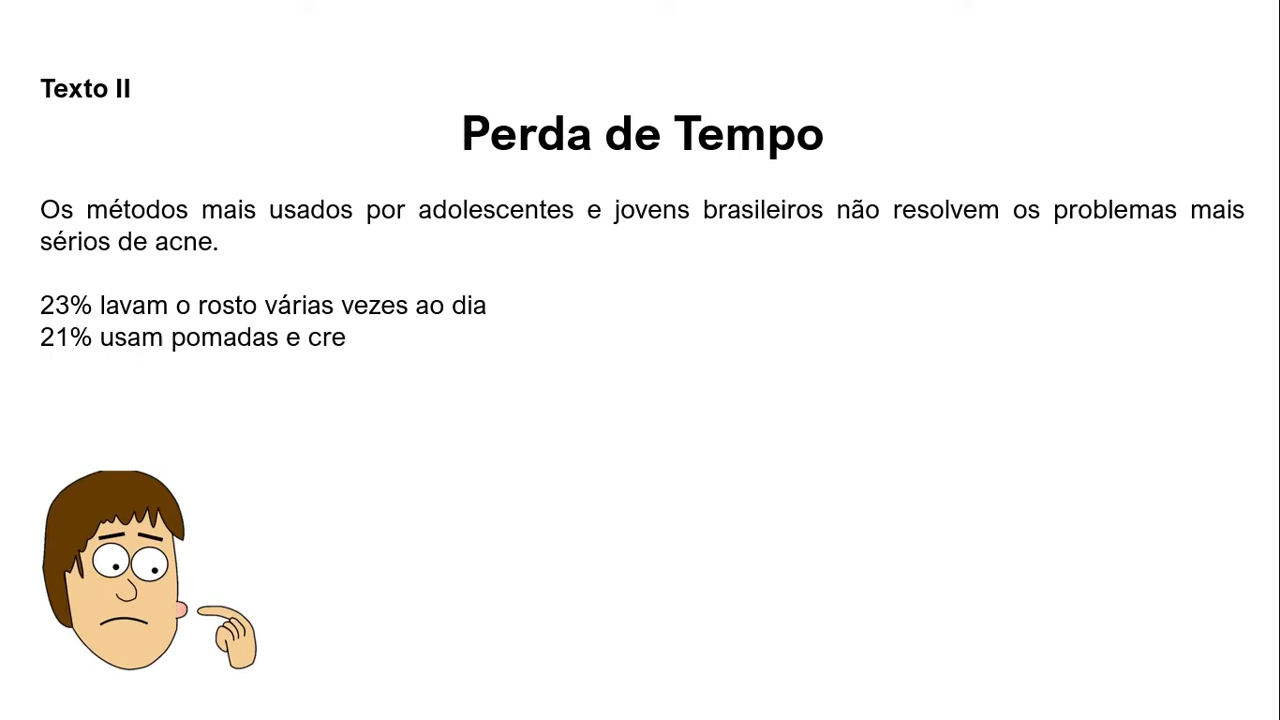 Texto II
Perda de Tempo
Os métodos mais usados por adolescentes e jovens brasileiros não resolvem os problemas mais
sérios de acne.
23% lavam o rosto várias vezes ao dia
21% usam pomadas e cre